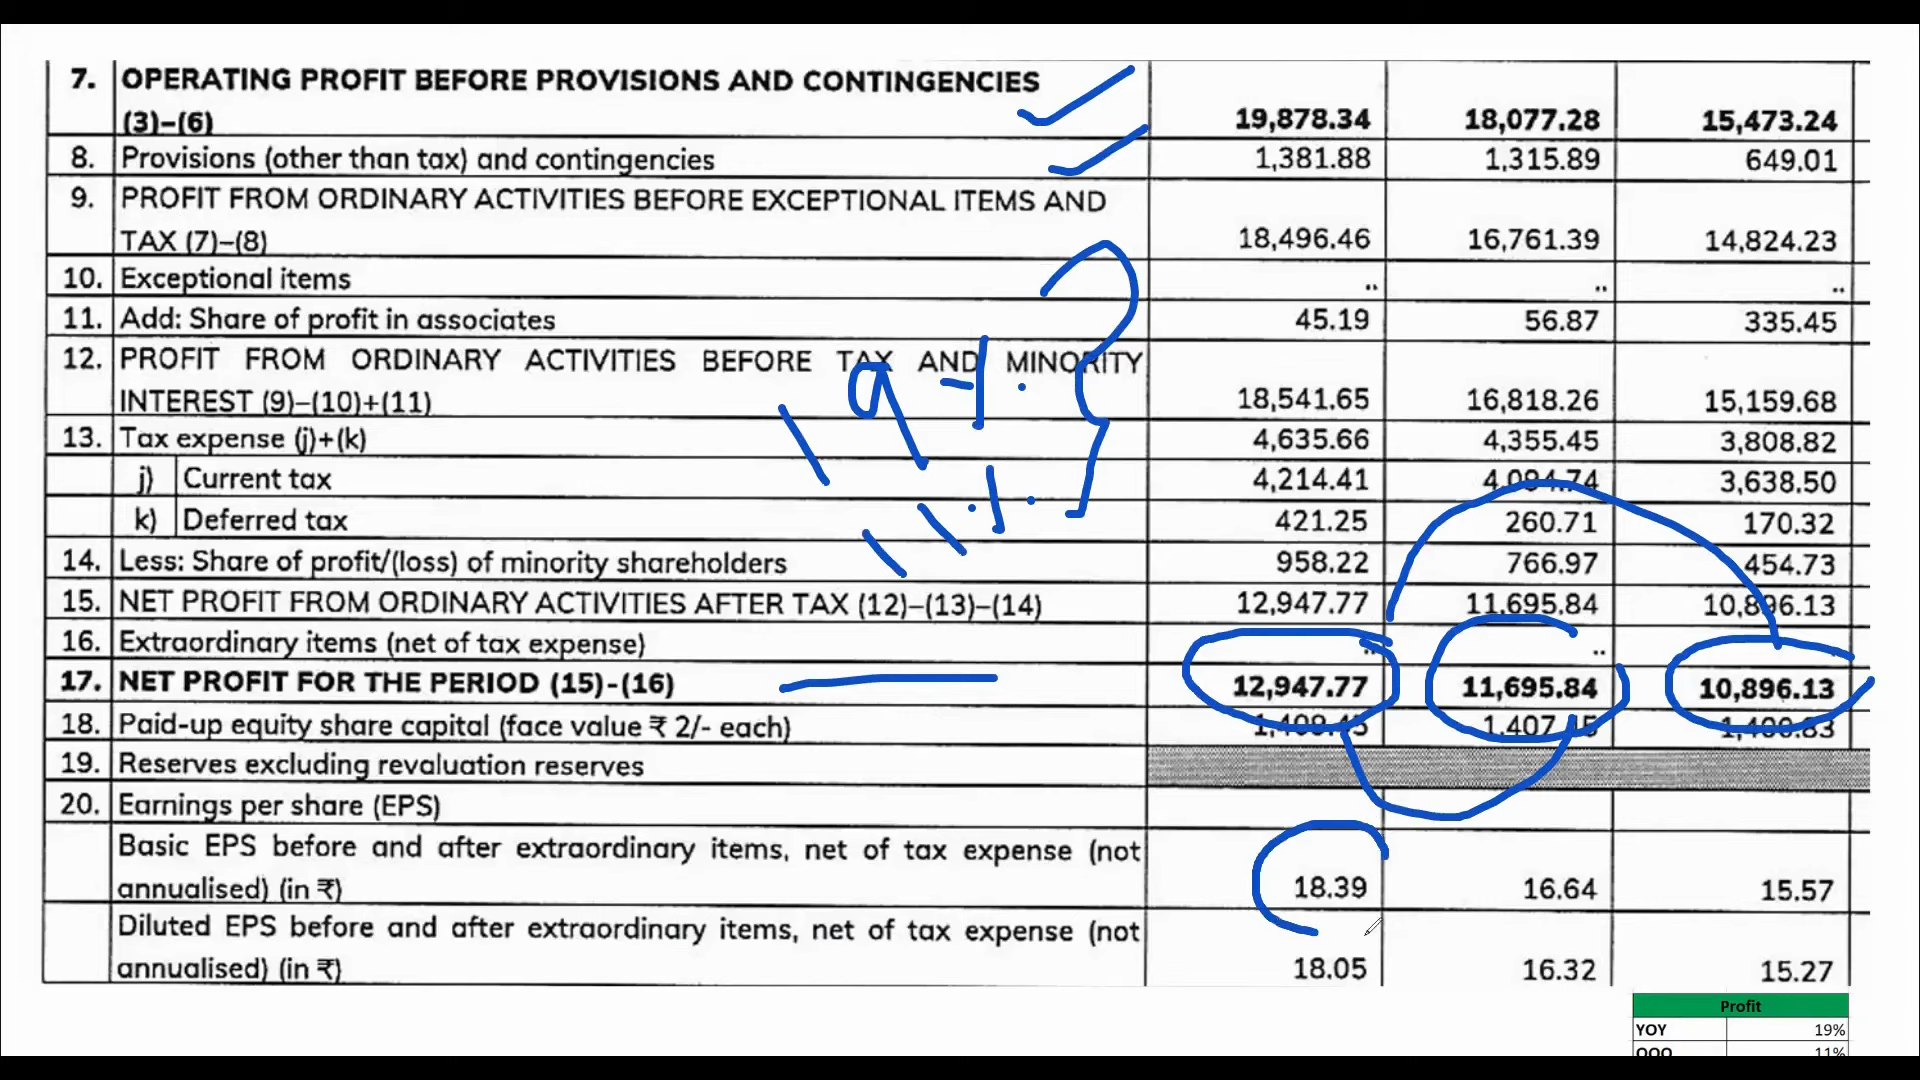 7. OPERATING PROFIT BEFORE PROVISIONS AND CONTINGENCIES
(3)–(6) 19,878.34 18,077.28 15,473.24
8. Provisions (other than tax) and contingencies 1,381.88 1,315.89 649.01
9. PROFIT FROM ORDINARY ACTIVITIES BEFORE EXCEPTIONAL ITEMS AND
TAX (7)–(8) 18,496.46 16,761.39 14,824.23
10. Exceptional items .. .. ..
11. Add: Share of profit in associates 45.19 56.87 335.45
12. PROFIT FROM ORDINARY ACTIVITIES BEFORE TAX AND MINORITY
INTEREST (9)–(10)+(11) 18,541.65 16,818.26 15,159.68
13. Tax expense (j)+(k) 4,635.66 4,355.45 3,808.82
j) Current tax 4,214.41 4,094.74 3,638.50
k) Deferred tax 421.25 260.71 170.32
14. Less: Share of profit/(loss) of minority shareholders 958.22 766.97 454.73
15. NET PROFIT FROM ORDINARY ACTIVITIES AFTER TAX (12)–(13)–(14) 12,947.77 11,695.84 10,896.13
16. Extraordinary items (net of tax expense) .. ..
17. NET PROFIT FOR THE PERIOD (15)-(16) 12,947.77 11,695.84 10,896.13
18. Paid-up equity share capital (face value ₹ 2/- each)
19. Reserves excluding revaluation reserves
20. Earnings per share (EPS)
Basic EPS before and after extraordinary items, net of tax expense (not
annualised) (in ₹) 18.39 16.64 15.57
Diluted EPS before and after extraordinary items, net of tax expense (not
annualised) (in ₹) 18.05 16.32 15.27
Profit
YOY 19%
QOQ 11%